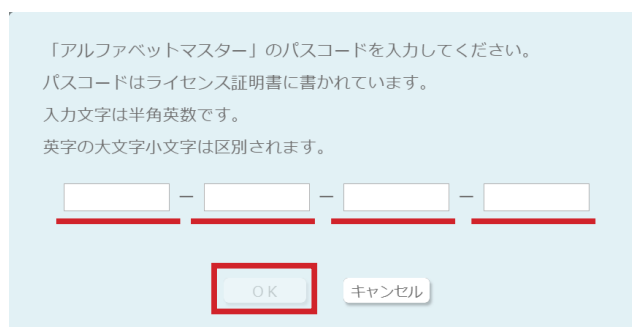 「アルファベットマスター」のパスコードを入力してください。
パスコードはライセンス証明書に書かれています。
入力文字は半角英数です。
英字の大文字小文字は区別されます。
－ － －
OK キャンセル